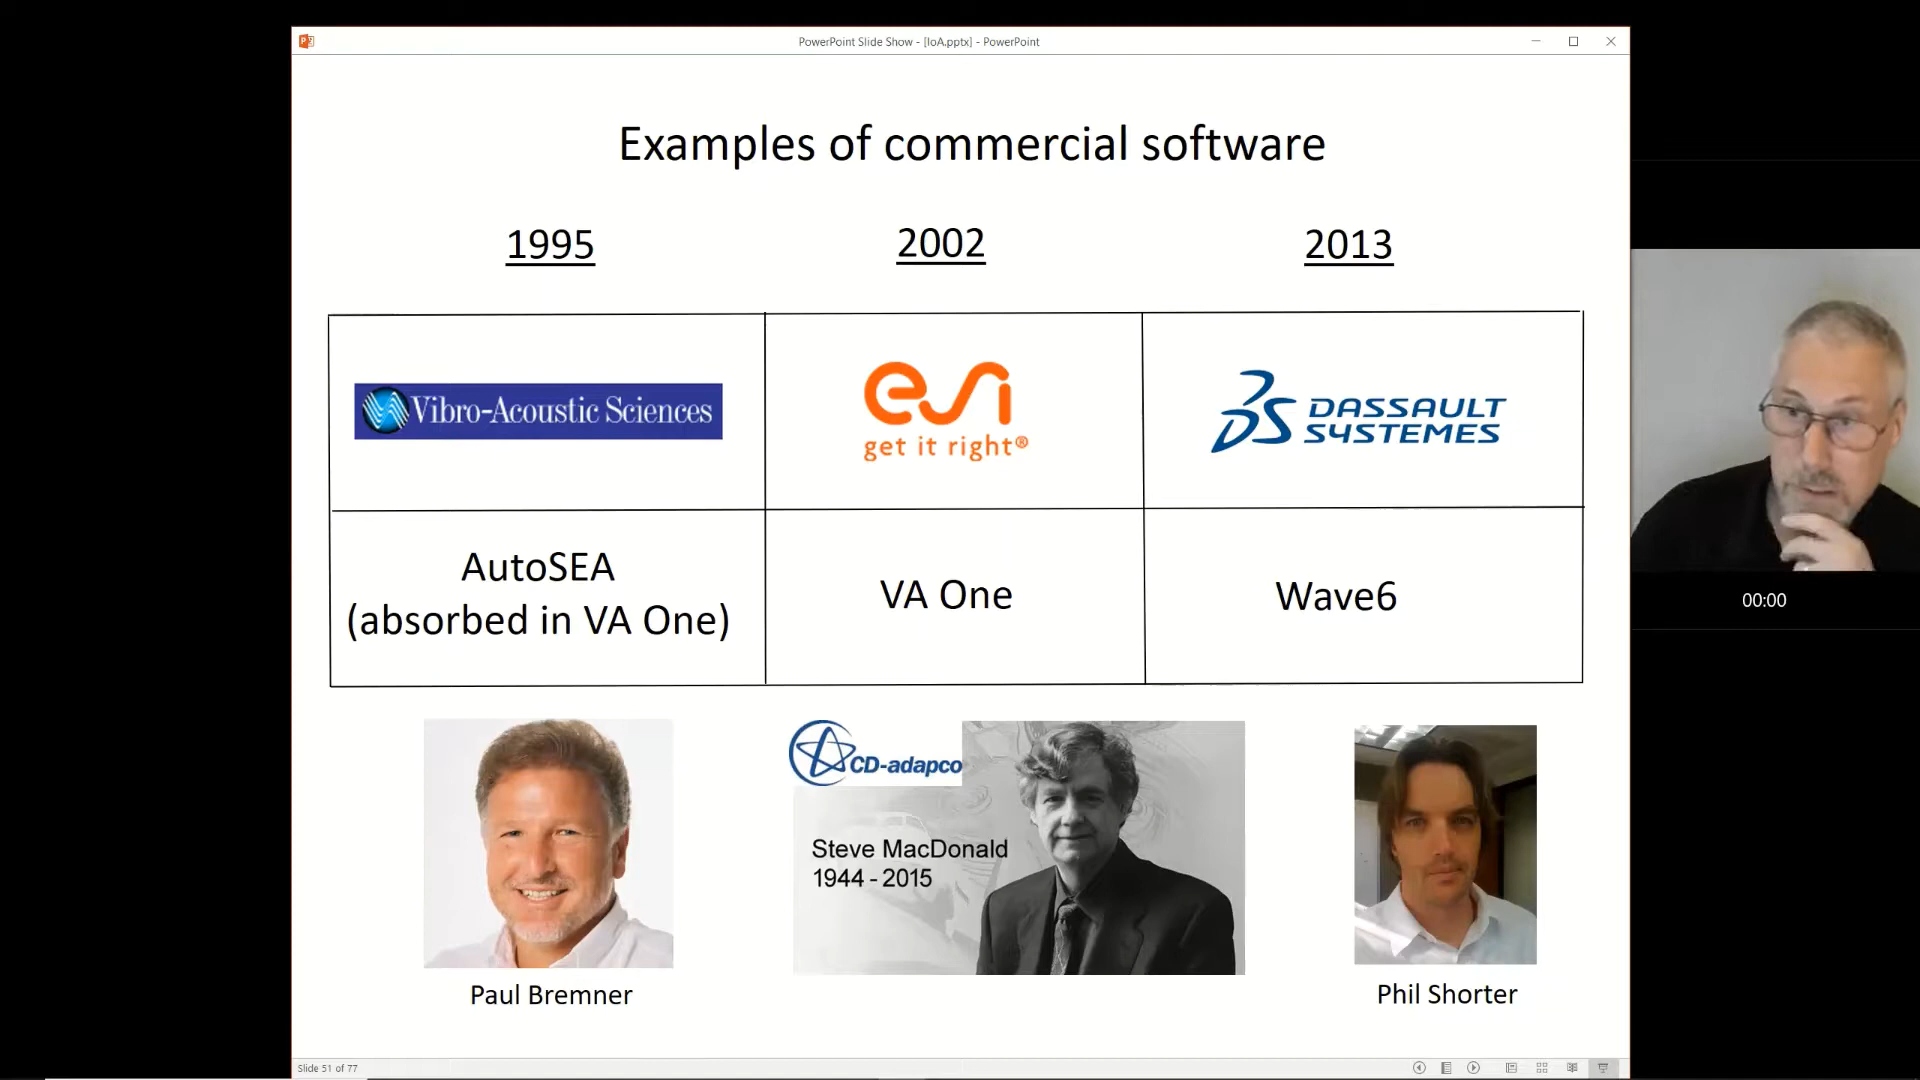 PowerPoint Slide Show - [IoA.pptx] - PowerPoint
Examples of commercial software
1995
2002
2013
Vibro-Acoustic Sciences
esi
get it right®
3DS DASSAULT
SYSTEMES
AutoSEA
(absorbed in VA One)
VA One
Wave6
CD-adapco
Steve MacDonald
1944 - 2015
Paul Bremner
Phil Shorter
00:00
Slide 51 of 77